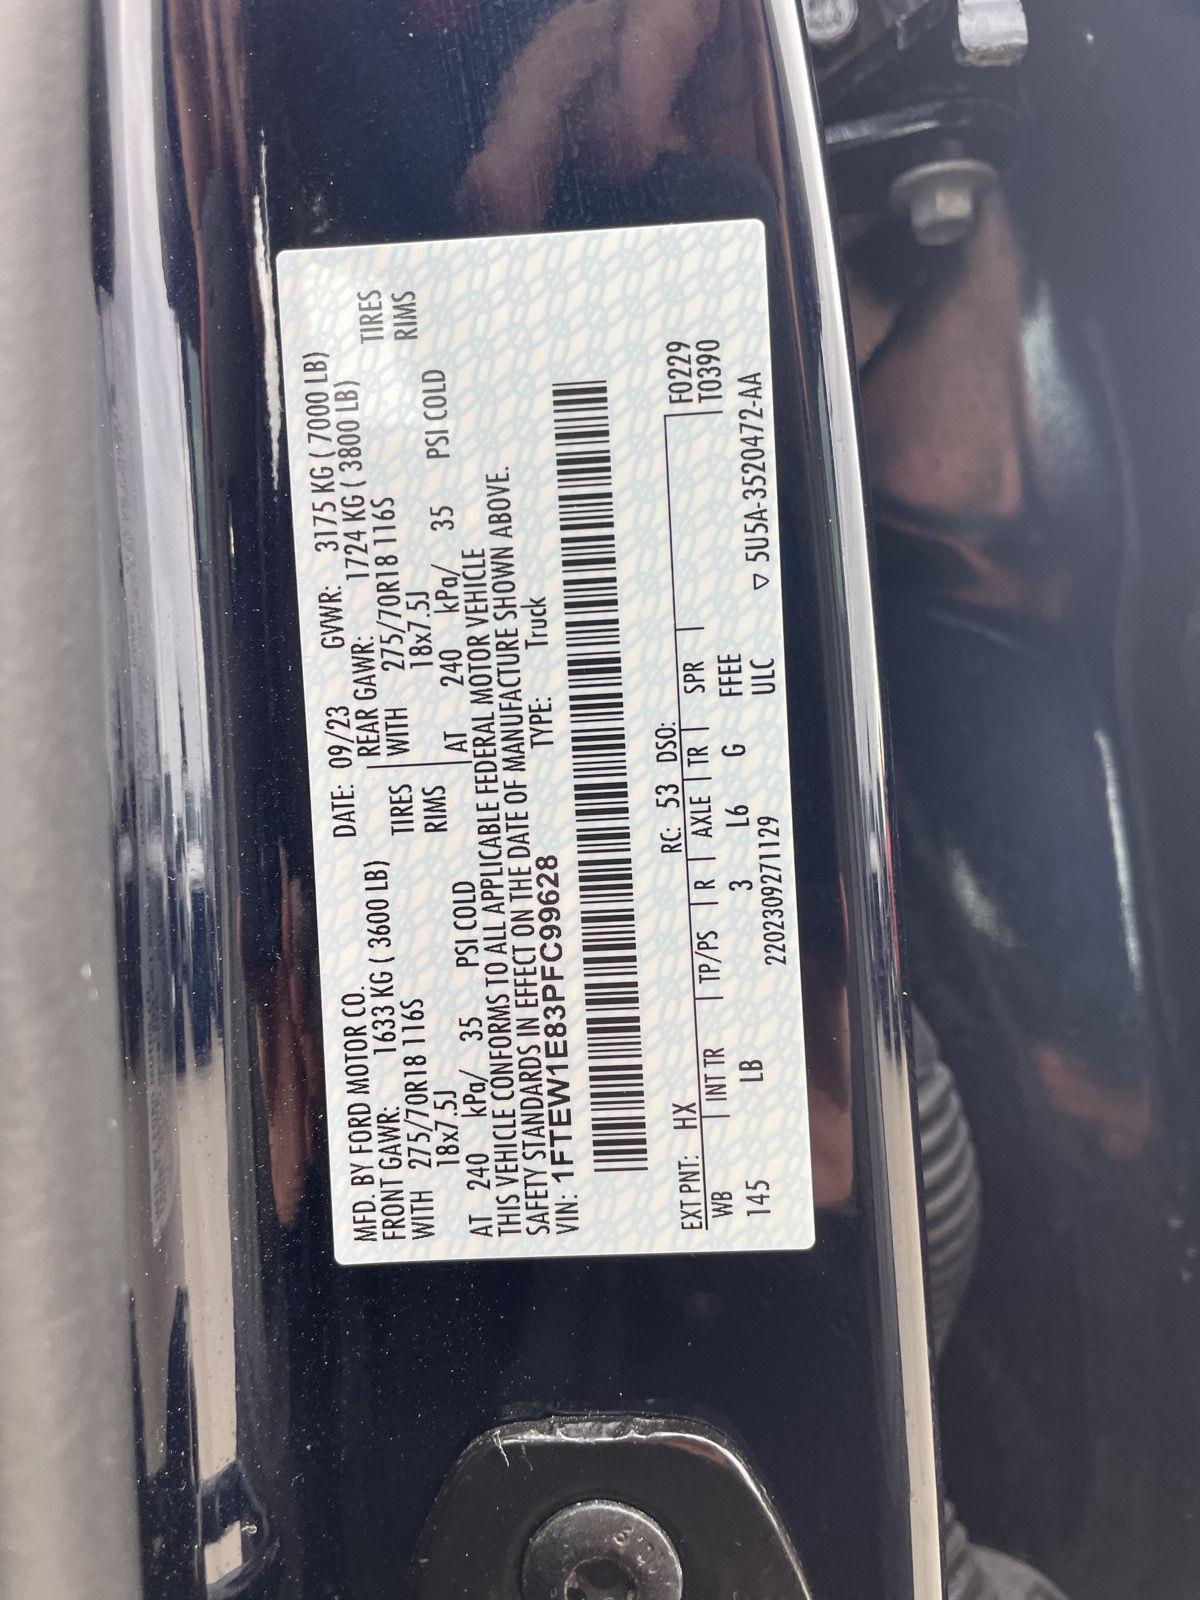 MFD. BY FORD MOTOR CO. DATE: 09/23 GVWR: 3175 KG ( 7000 LB)
FRONT GAWR: 1633 KG ( 3600 LB) REAR GAWR: 1724 KG ( 3800 LB)
WITH 275/70R18 116S TIRES WITH 275/70R18 116S TIRES
18x7.5J RIMS 18x7.5J RIMS
AT 240 kPa/ 35 PSI COLD AT 240 kPa/ 35 PSI COLD
THIS VEHICLE CONFORMS TO ALL APPLICABLE FEDERAL MOTOR VEHICLE
SAFETY STANDARDS IN EFFECT ON THE DATE OF MANUFACTURE SHOWN ABOVE.
VIN: 1FTEW1E83PFC99628 TYPE: Truck
EXT PNT: HX RC: 53 DSO: F0229
WB INT TR TP/PS R AXLE TR SPR T0390
145 LB 3 L6 G FFEE
2202309271129 ULC ▽ 5U5A-3520472-AA